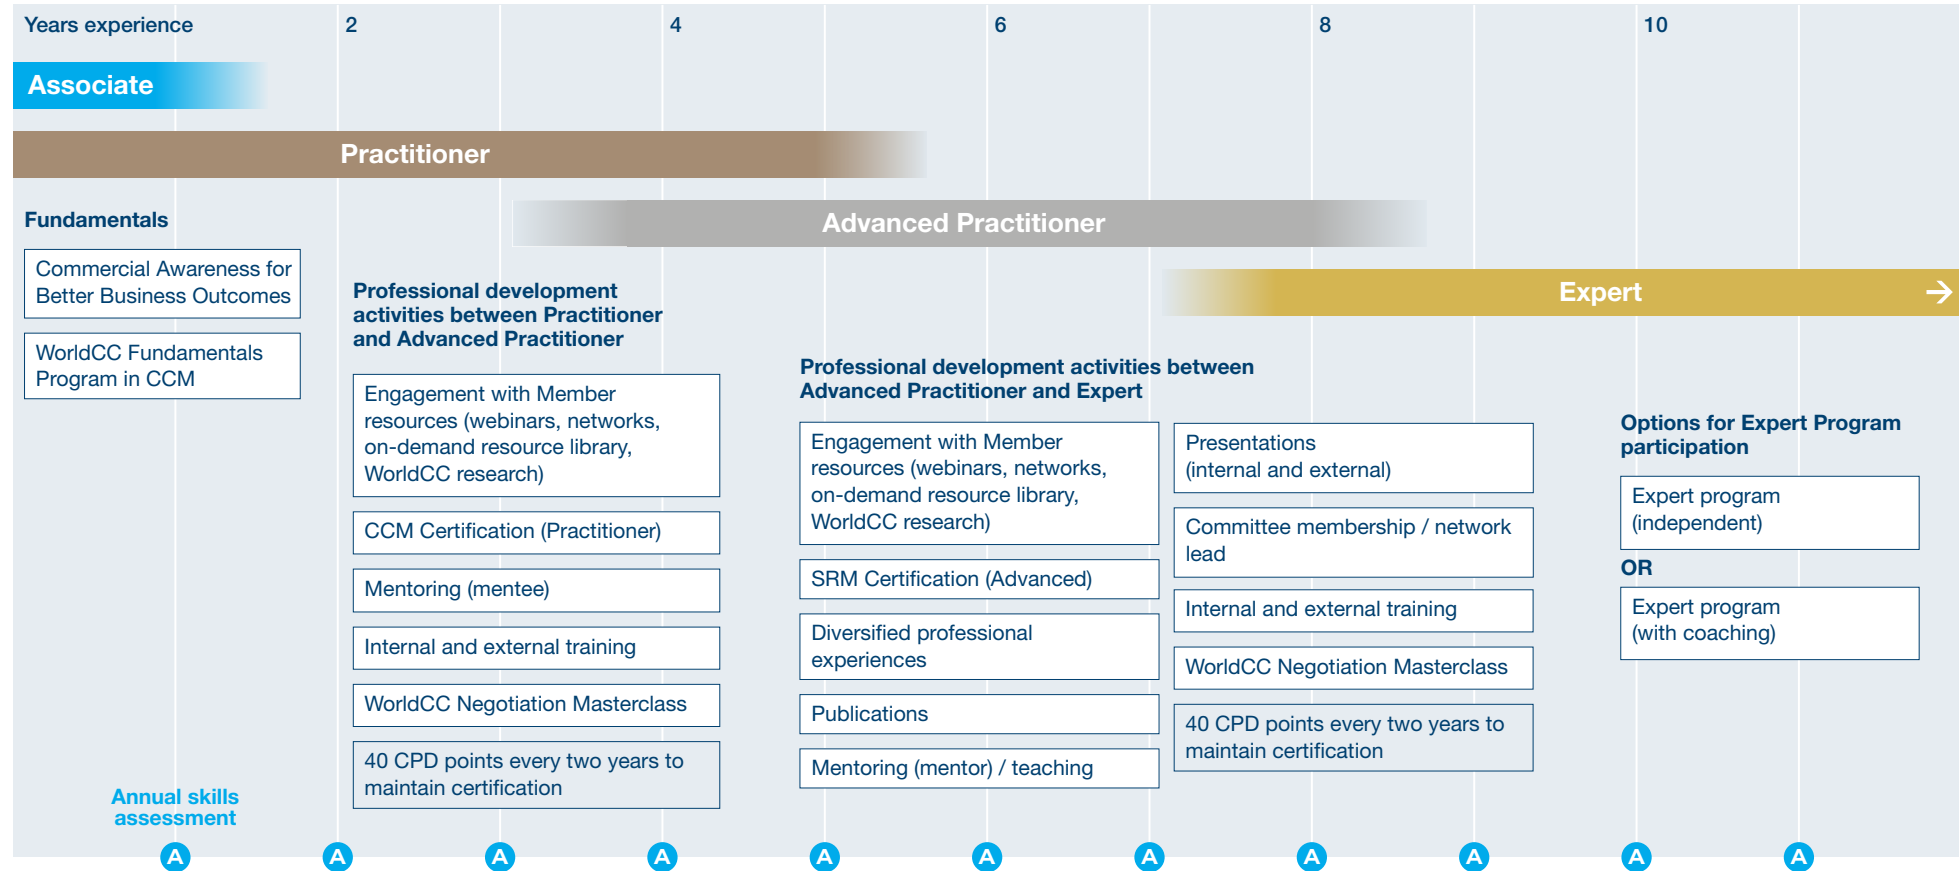 Years experience
2
4
6
8
10
Associate
Practitioner
Advanced Practitioner
Expert
Fundamentals
Commercial Awareness for
Better Business Outcomes
WorldCC Fundamentals
Program in CCM
Professional development
activities between Practitioner
and Advanced Practitioner
Engagement with Member
resources (webinars, networks,
on-demand resource library,
WorldCC research)
CCM Certification (Practitioner)
Mentoring (mentee)
Internal and external training
WorldCC Negotiation Masterclass
40 CPD points every two years to
maintain certification
Professional development activities between
Advanced Practitioner and Expert
Engagement with Member
resources (webinars, networks,
on-demand resource library,
WorldCC research)
SRM Certification (Advanced)
Diversified professional
experiences
Publications
Mentoring (mentor) / teaching
Presentations
(internal and external)
Committee membership / network
lead
Internal and external training
WorldCC Negotiation Masterclass
40 CPD points every two years to
maintain certification
Options for Expert Program
participation
Expert program
(independent)
OR
Expert program
(with coaching)
Annual skills
assessment
A
A
A
A
A
A
A
A
A
A
A